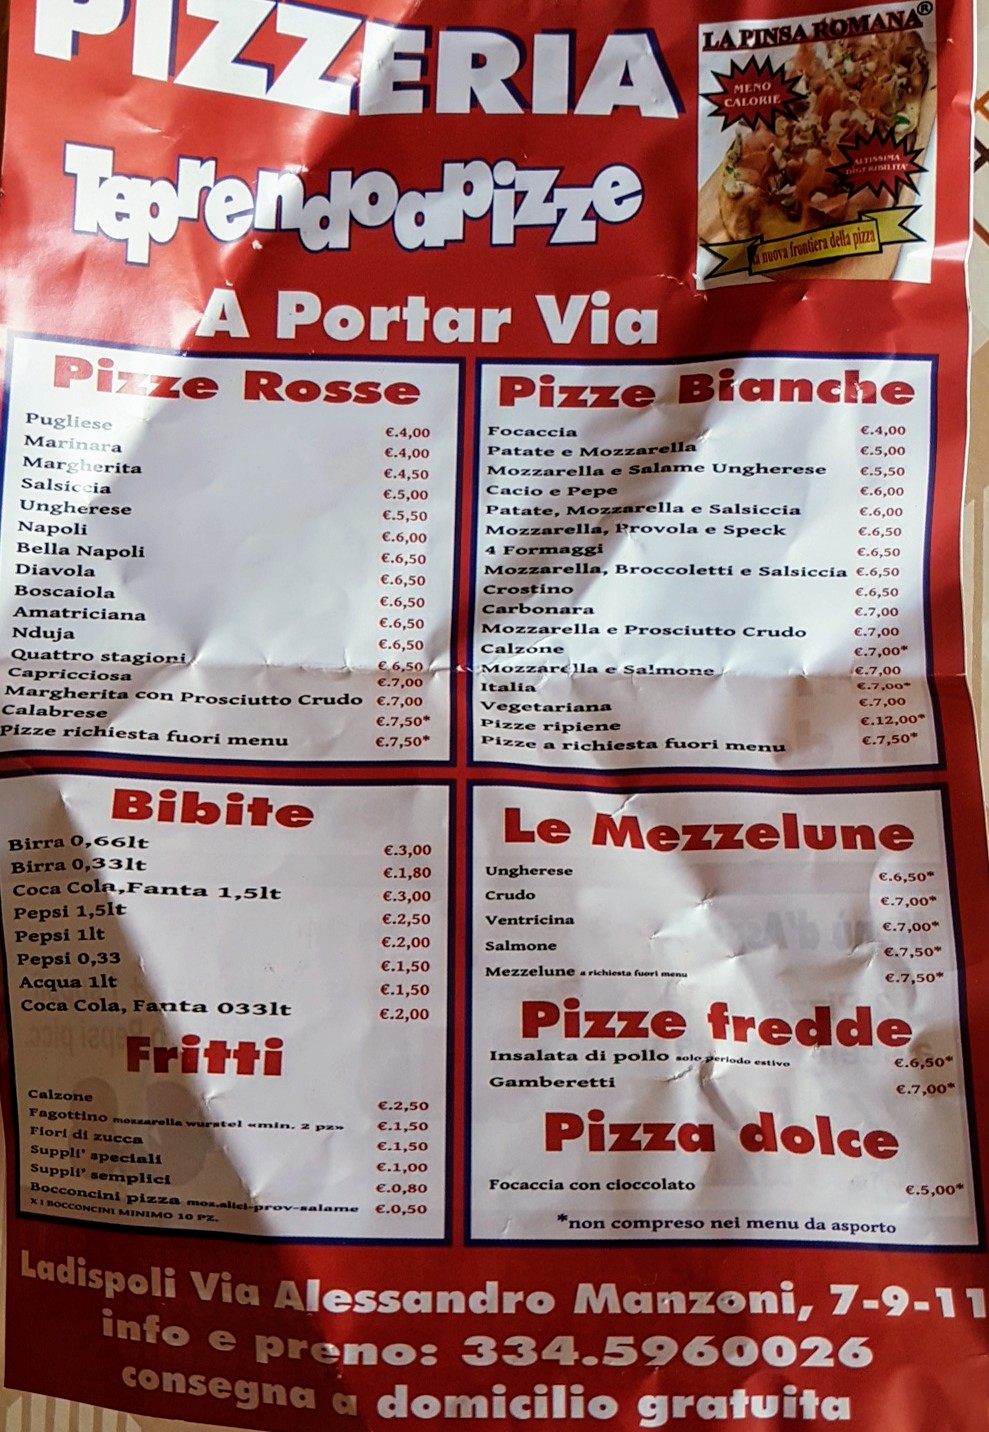 PIZZERIA
Teprendoapizze
LA PINSA ROMANA®
MENO
CALORIE
ALTISSIMA
DIGERIBILITA'
la nuova frontiera della pizza
A Portar Via
Pizze Rosse
Pugliese €.4,00
Marinara €.4,00
Margherita €.4,50
Salsiccia €.5,00
Ungherese €.5,50
Napoli €.6,00
Bella Napoli €.6,50
Diavola €.6,50
Boscaiola €.6,50
Amatriciana €.6,50
Nduja €.6,50
Quattro stagioni €.6,50
Capricciosa €.7,00
Margherita con Prosciutto Crudo €.7,00
Calabrese €.7,50*
Pizze richiesta fuori menu €.7,50*
Pizze Bianche
Focaccia €.4,00
Patate e Mozzarella €.5,00
Mozzarella e Salame Ungherese €.5,50
Cacio e Pepe €.6,00
Patate, Mozzarella e Salsiccia €.6,00
Mozzarella, Provola e Speck €.6,50
4 Formaggi €.6,50
Mozzarella, Broccoletti e Salsiccia €.6,50
Crostino €.6,50
Carbonara €.7,00
Mozzarella e Prosciutto Crudo €.7,00
Calzone €.7,00*
Mozzarella e Salmone €.7,00
Italia €.7,00*
Vegetariana €.7,00
Pizze ripiene €.12,00*
Pizze a richiesta fuori menu €.7,50*
Bibite
Birra 0,66lt €.3,00
Birra 0,33lt €.1,80
Coca Cola,Fanta 1,5lt €.3,00
Pepsi 1,5lt €.2,50
Pepsi 1lt €.2,00
Pepsi 0,33 €.1,50
Acqua 1lt €.1,50
Coca Cola, Fanta 033lt €.2,00
Fritti
Calzone €.2,50
Fagottino mozzarella wurstel «min. 2 pz» €.1,50
Fiori di zucca €.1,50
Suppli' speciali €.1,00
Suppli' semplici €.0,80
Bocconcini pizza moz.alici-prov-salame €.0,50
X I BOCCONCINI MINIMO 10 PZ.
Le Mezzelune
Ungherese €.6,50*
Crudo €.7,00*
Ventricina €.7,00*
Salmone €.7,50*
Mezzelune a richiesta fuori menu €.7,50*
Pizze fredde
Insalata di pollo solo periodo estivo €.6,50*
Gamberetti €.7,00*
Pizza dolce
Focaccia con cioccolato €.5,00*
*non compreso nei menu da asporto
Ladispoli Via Alessandro Manzoni, 7-9-11
info e preno: 334.5960026
consegna a domicilio gratuita